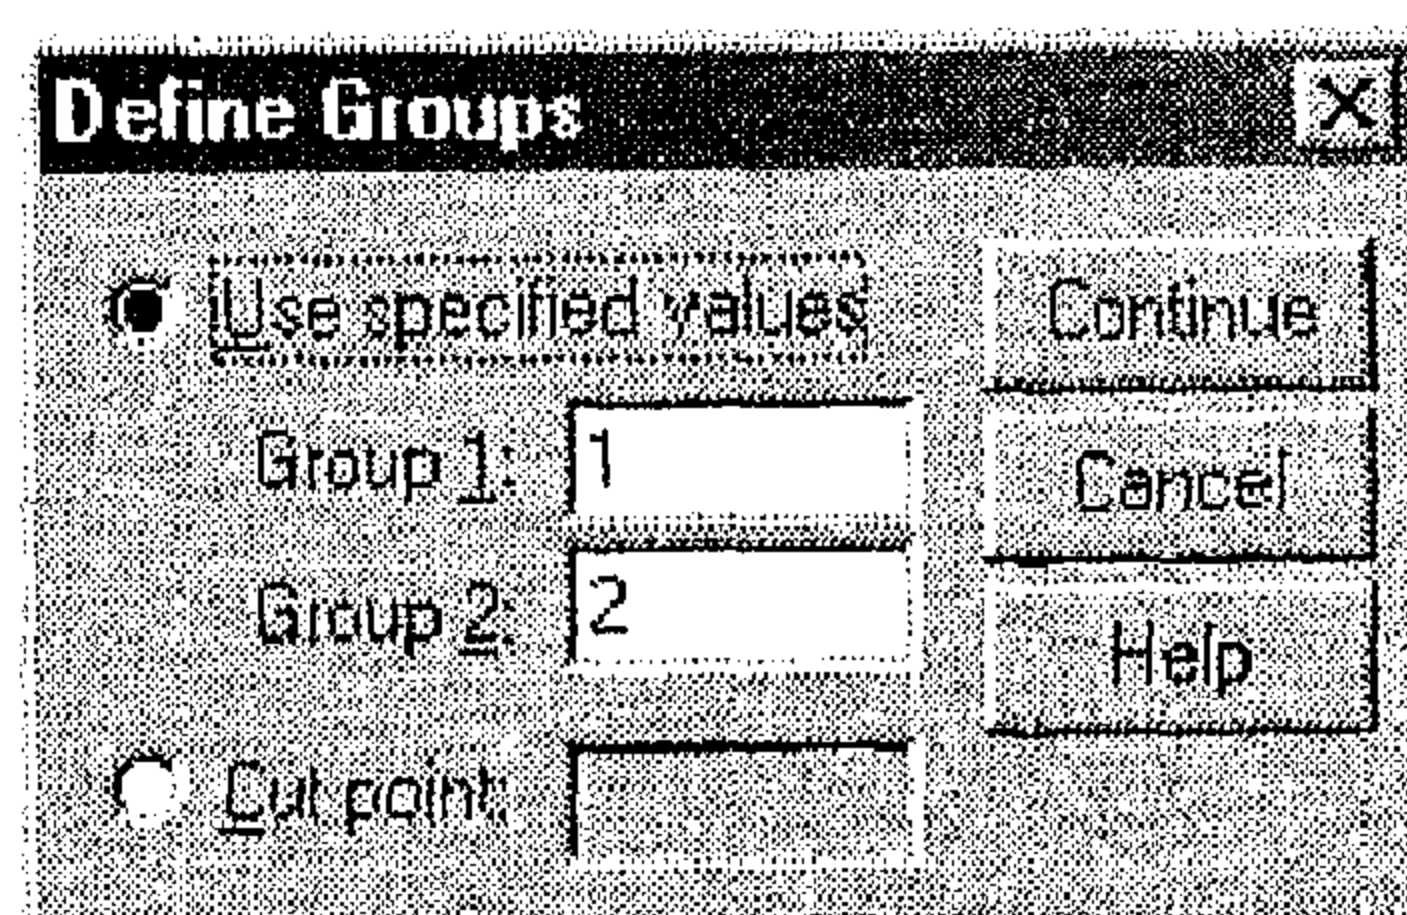 Define Groups
Use specified values
Group 1: 1
Group 2: 2
Cut point:
Continue
Cancel
Help